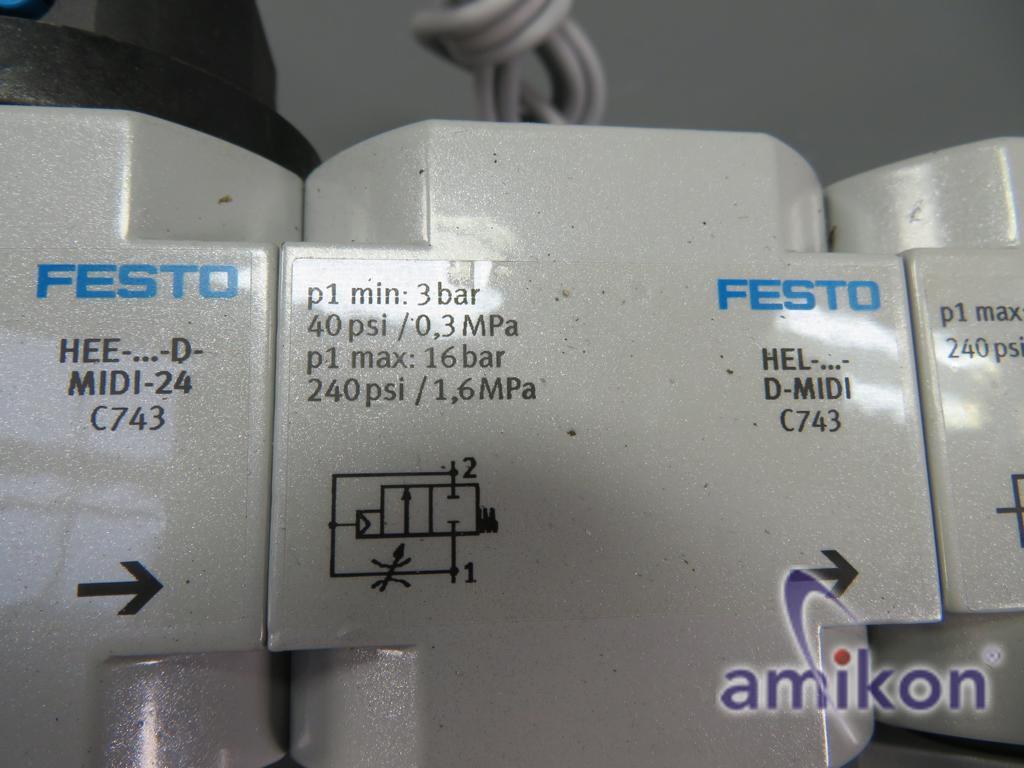 FESTO
HEE-...-D-
MIDI-24
C743
p1 min: 3 bar
40 psi / 0,3 MPa
p1 max: 16 bar
240 psi / 1,6 MPa
2
1
FESTO
HEL-...-
D-MIDI
C743
p1 max:
240 psi
amikon®